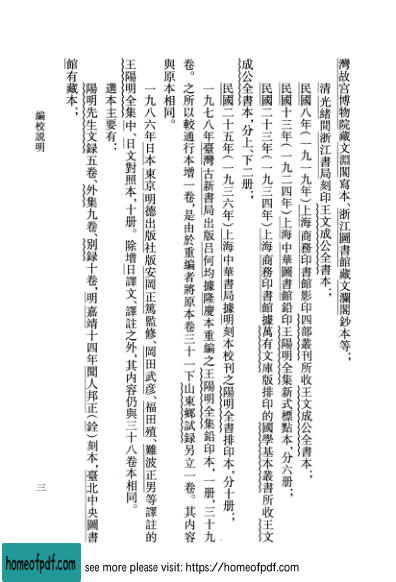 灣故宮博物院藏文淵閣寫本、浙江圖書館藏文瀾閣鈔本等；
清光緒間浙江書局刻印王文成公全書本；
民國八年（一九一九年）上海商務印書館影印四部叢刊所收王文成公全書本；
民國十三年（一九二四年）上海中華圖書館鉛印王陽明全集新式標點本，分六册；
民國二十三年（一九三四年）上海商務印書館據萬有文庫版排印的國學基本叢書所收王文
成公全書本，分上、下二册；
民國二十五年（一九三六年）上海中華書局據明刻本校刊之陽明全書排印本，分十册；
一九七八年臺灣古新書局出版吕何均據隆慶本重編之王陽明全集鉛印本，一册，三十九
卷。之所以較通行本增一卷，是由於重編者將原本卷三十一下山東鄉試録另立一卷。其内容
與原本相同。
一九八六年日本東京明德出版社版安岡正篤監修、岡田武彦、福田殖、難波正男等譯註的
王陽明全集中、日文對照本，十册。除增日譯文、譯註之外，其内容仍與三十八卷本相同。
選本主要有：
陽明先生文録五卷、外集九卷、别録十卷，明嘉靖十四年聞人邦正（銓）刻本，臺北中央圖書
館有藏本；
編校説明
三
homeofpdf.com
see more please visit: https://homeofpdf.com